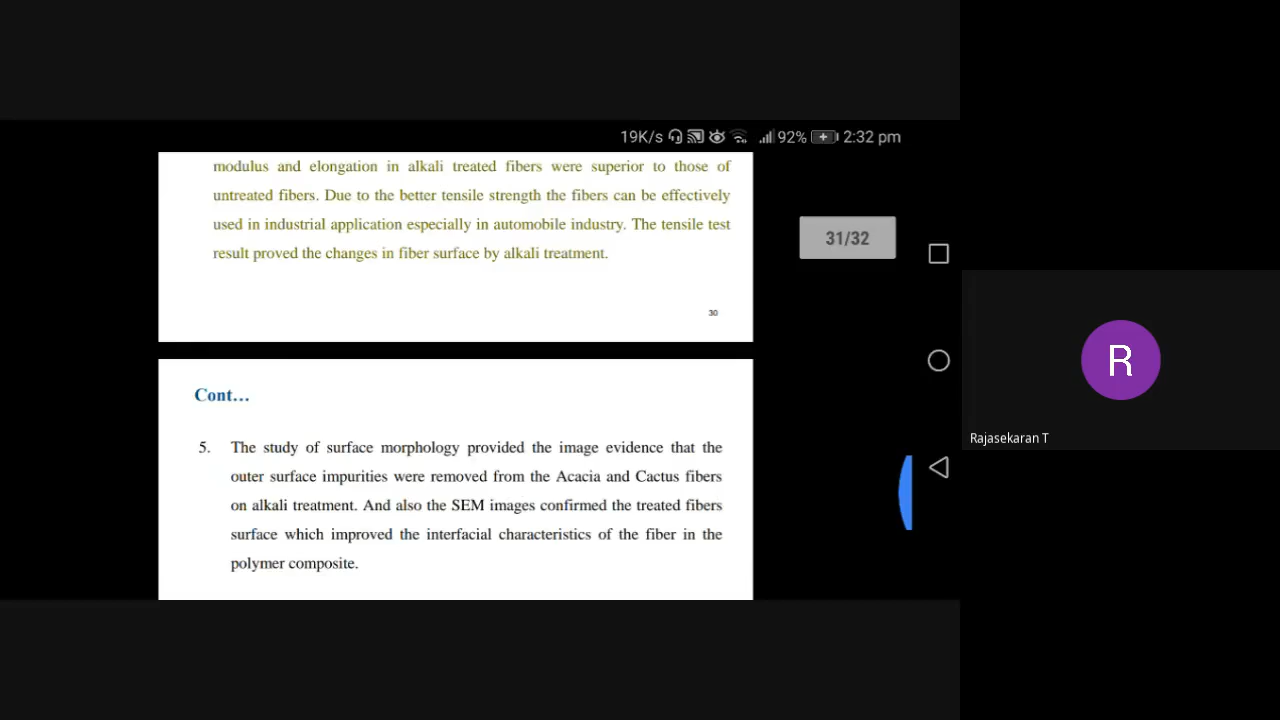 19K/s 92% 2:32 pm
modulus and elongation in alkali treated fibers were superior to those of
untreated fibers. Due to the better tensile strength the fibers can be effectively
used in industrial application especially in automobile industry. The tensile test
result proved the changes in fiber surface by alkali treatment.
31/32
30
Cont…
5. The study of surface morphology provided the image evidence that the
outer surface impurities were removed from the Acacia and Cactus fibers
on alkali treatment. And also the SEM images confirmed the treated fibers
surface which improved the interfacial characteristics of the fiber in the
polymer composite.
R
Rajasekaran T